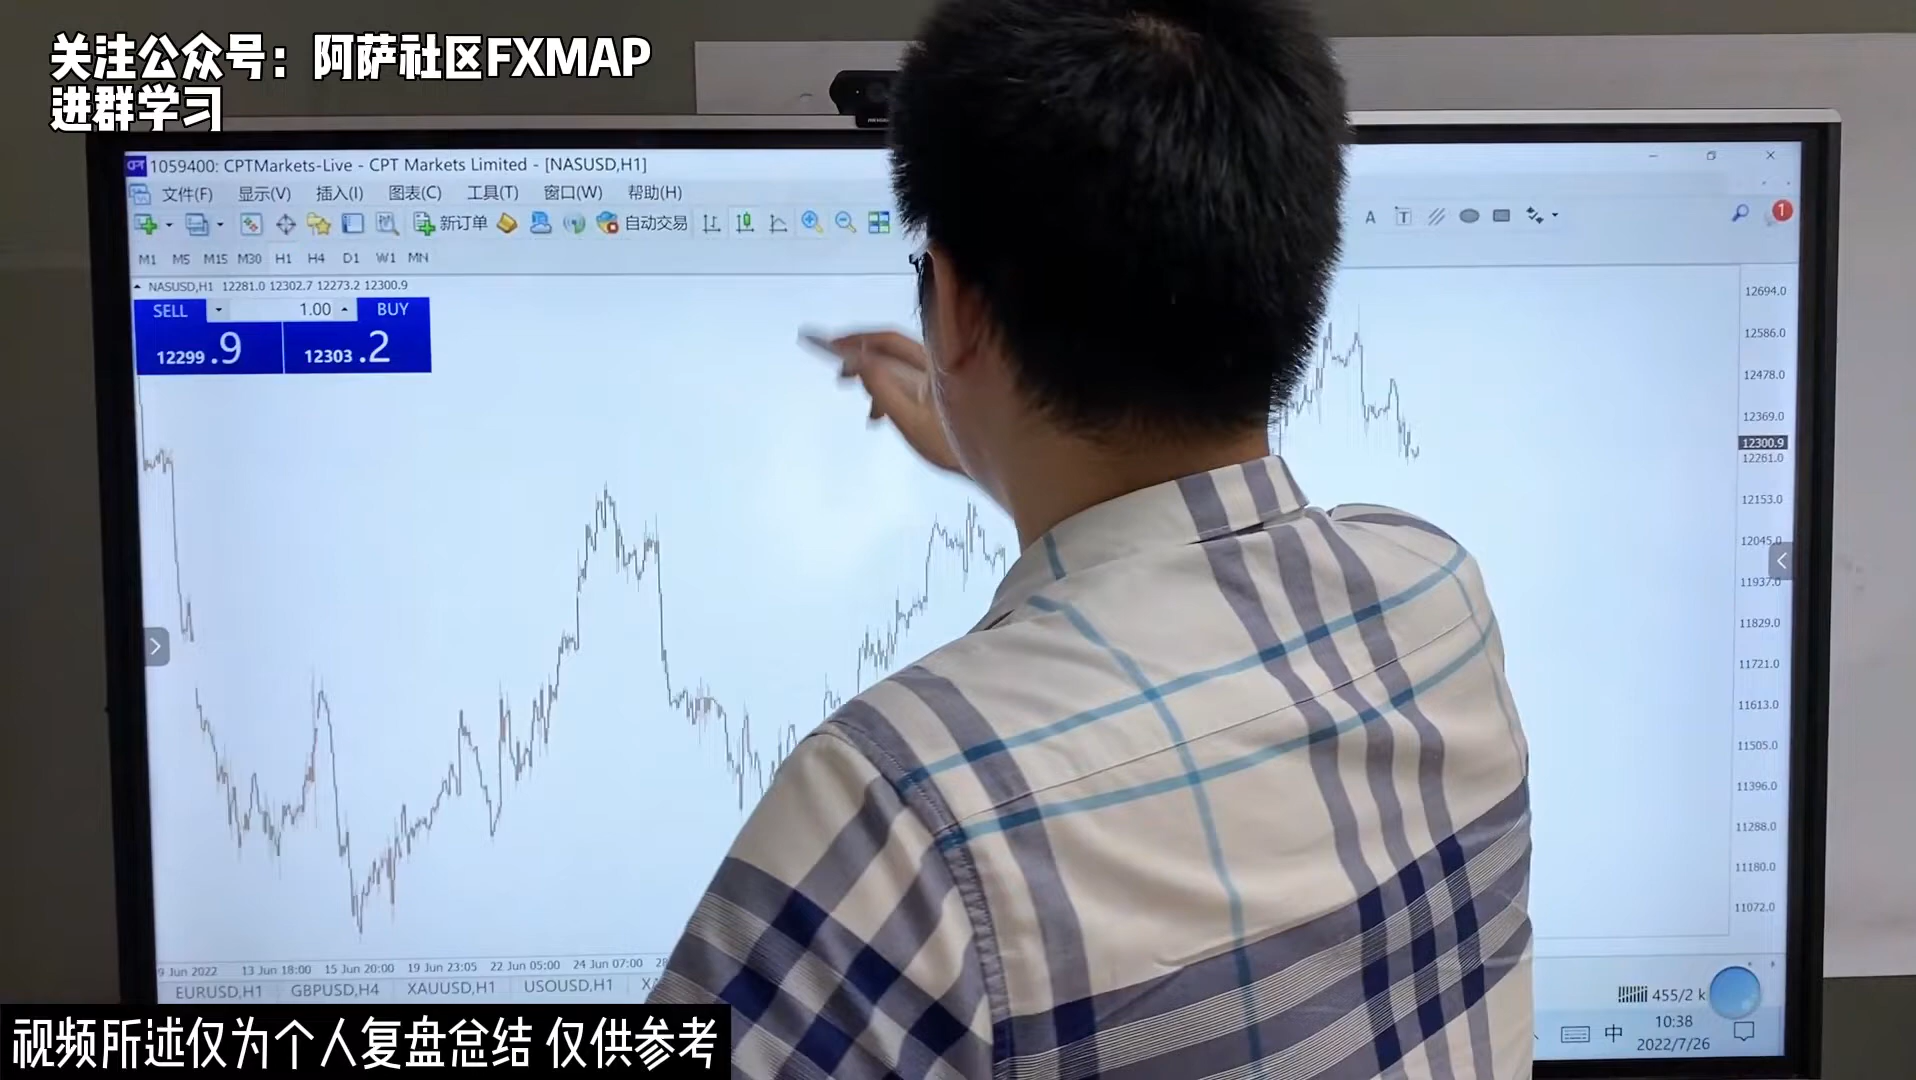 关注公众号：阿萨社区FXMAP
进群学习
1059400: CPTMarkets-Live - CPT Markets Limited - [NASUSD,H1]
文件(F) 显示(V) 插入(I) 图表(C) 工具(T) 窗口(W) 帮助(H)
新订单 自动交易 A T 1
M1 M5 M15 M30 H1 H4 D1 W1 MN
NASUSD,H1 12281.0 12302.7 12273.2 12300.9
SELL 1.00 BUY
12299.9 12303.2
12694.0
12586.0
12478.0
12369.0
12300.9
12261.0
12153.0
12045.0
11937.0
11829.0
11721.0
11613.0
11505.0
11396.0
11288.0
11180.0
11072.0
9 Jun 2022 13 Jun 18:00 15 Jun 20:00 19 Jun 23:05 22 Jun 05:00 24 Jun 07:00 28
EURUSD,H1 GBPUSD,H4 XAUUSD,H1 USOUSD,H1
455/2 k
中 10:38
2022/7/26
视频所述仅为个人复盘总结 仅供参考